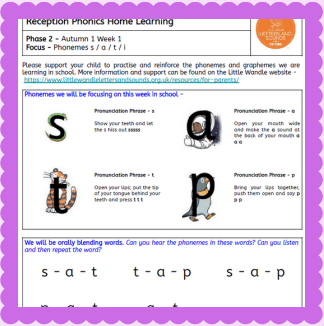 Reception Phonics Home Learning
Phase 2 – Autumn 1 Week 1
Focus – Phonemes s / a / t / i
LITTLE WANDLE
LETTERS AND
SOUNDS
Please support your child to practise and reinforce the phonemes and graphemes we are
learning in school. More information and support can be found on the Little Wandle website -
https://www.littlewandlelettersandsounds.org.uk/resources/for-parents/
Phonemes we will be focusing on this week in school -
s
Pronunciation Phrase - s
Show your teeth and let
the s hiss out sssss
a
Pronunciation Phrase - a
Open your mouth wide
and make the a sound at
the back of your mouth a
a a
t
Pronunciation Phrase - t
Open your lips; put the tip
of your tongue behind your
teeth and press t t t
p
Pronunciation Phrase - p
Bring your lips together,
push them open and say p
p p
We will be orally blending words. Can you hear the phonemes in these words? Can you listen
and then repeat the word?
s - a - t t - a - p s - a - p